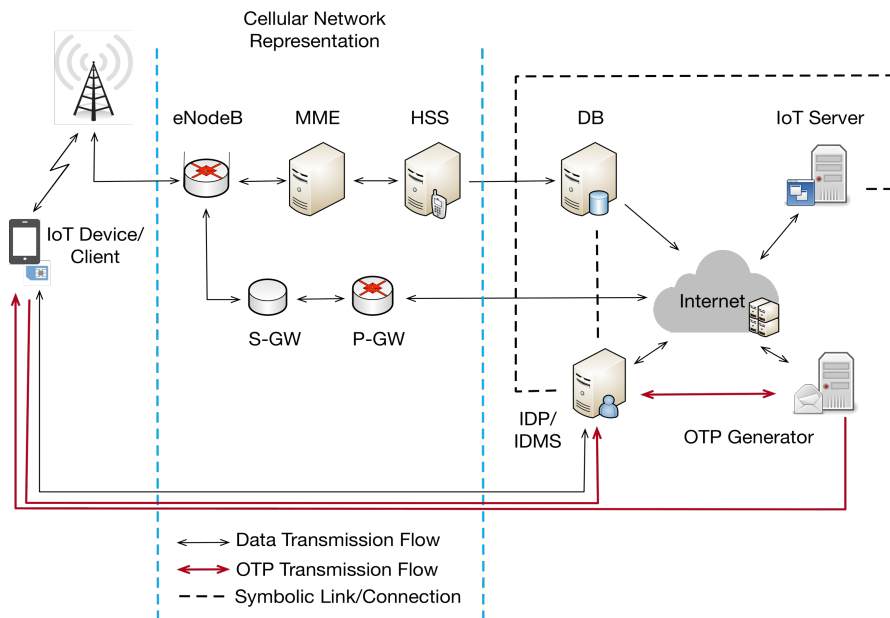 Cellular Network
Representation
eNodeB
MME
HSS
DB
IoT Server
IoT Device/
Client
Internet
S-GW
P-GW
IDP/
IDMS
OTP Generator
Data Transmission Flow
OTP Transmission Flow
Symbolic Link/Connection